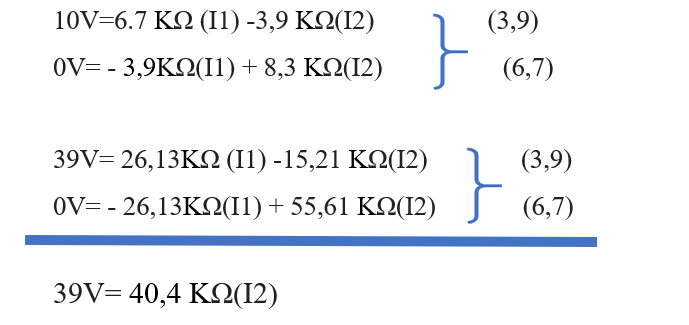 10V=6.7 KΩ (I1) -3,9 KΩ(I2) (3,9)
0V= - 3,9KΩ(I1) + 8,3 KΩ(I2) (6,7)
39V= 26,13KΩ (I1) -15,21 KΩ(I2) (3,9)
0V= - 26,13KΩ(I1) + 55,61 KΩ(I2) (6,7)
39V= 40,4 KΩ(I2)